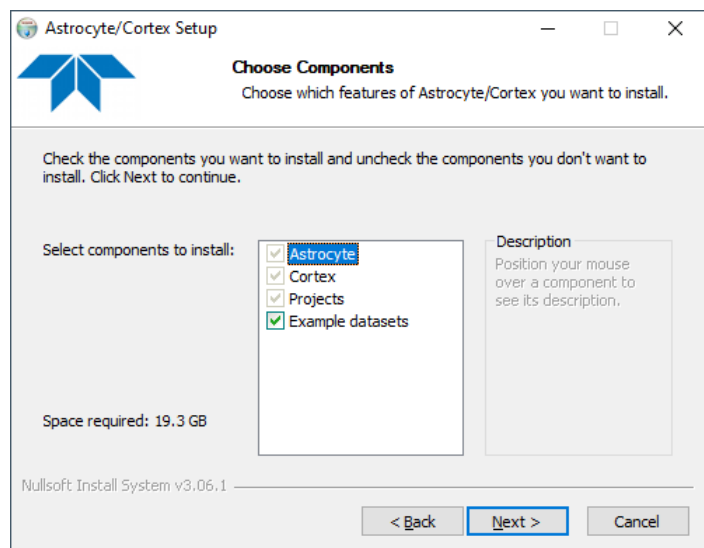 Astrocyte/Cortex Setup
Choose Components
Choose which features of Astrocyte/Cortex you want to install.
Check the components you want to install and uncheck the components you don't want to
install. Click Next to continue.
Select components to install:
Astrocyte
Cortex
Projects
Example datasets
Description
Position your mouse
over a component to
see its description.
Space required: 19.3 GB
Nullsoft Install System v3.06.1
< Back
Next >
Cancel